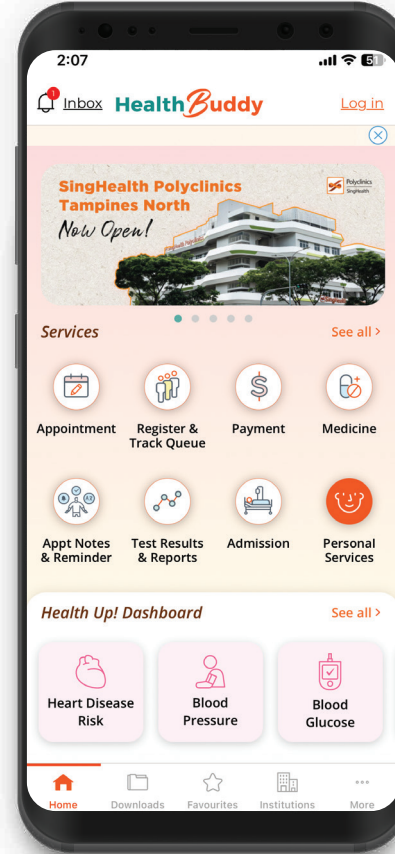 2:07
51
1
Inbox HealthBuddy Log in
SingHealth Polyclinics
Tampines North
Now Open!
Polyclinics
SingHealth
Services See all >
Appointment Register & Payment Medicine
Track Queue
Appt Notes Test Results Admission Personal
& Reminder & Reports Services
Health Up! Dashboard See all >
Heart Disease Blood Blood
Risk Pressure Glucose
Home Downloads Favourites Institutions More